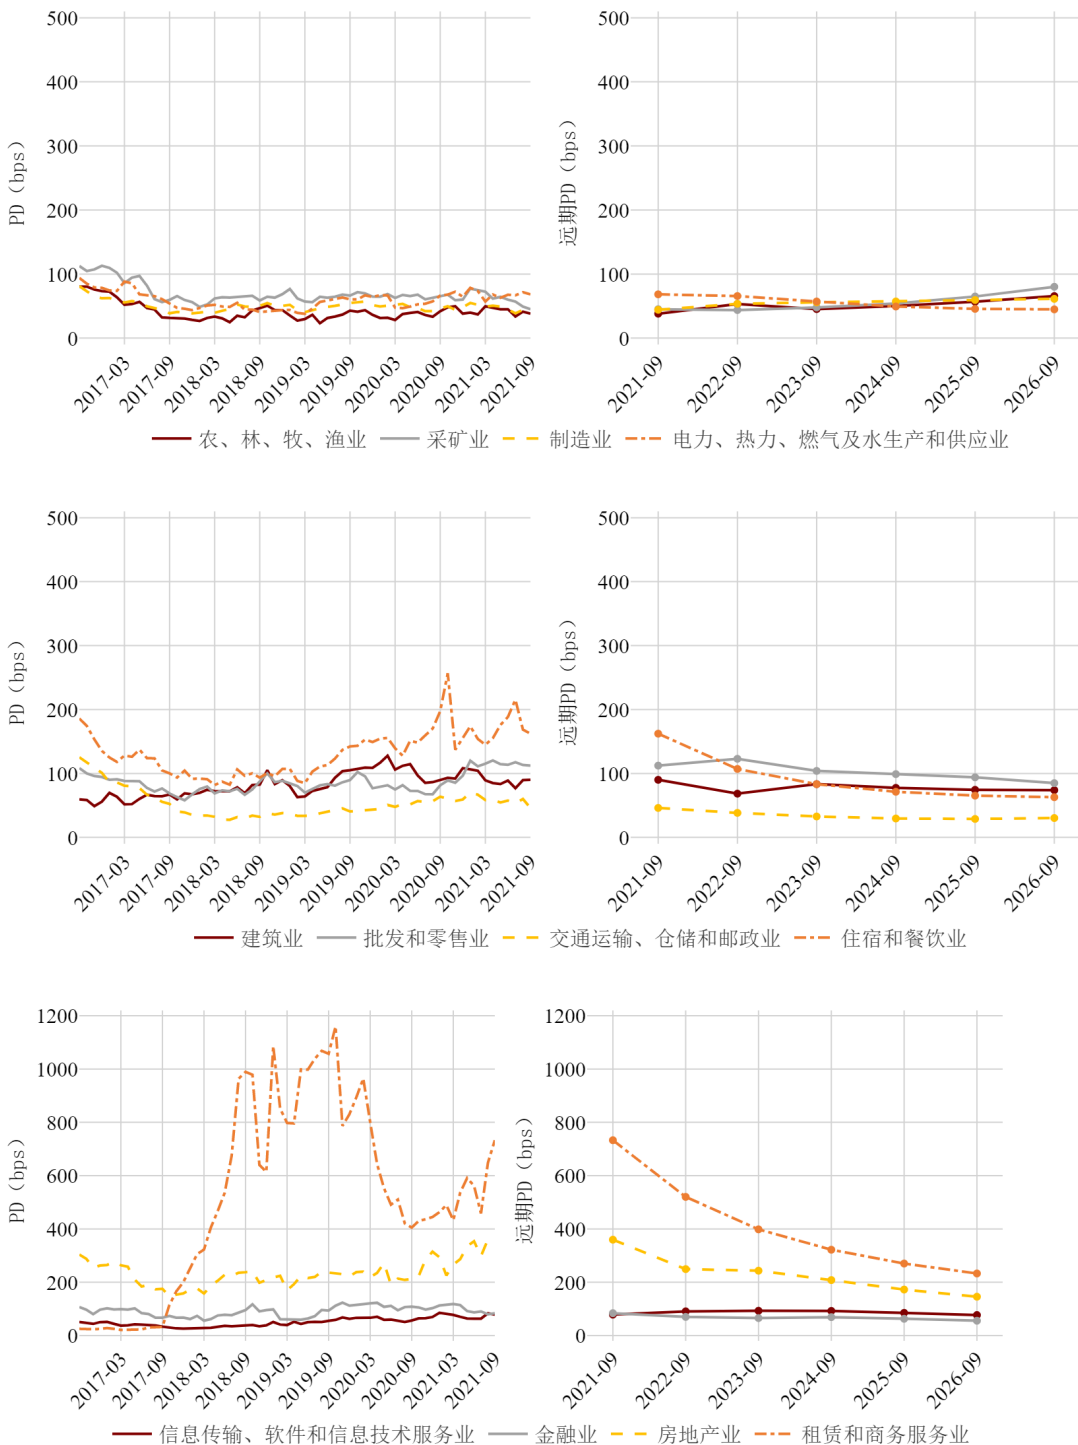 500 500
400 400
300 300
PD（bps） 远期PD（bps）
200 200
100 100
0 0
2017-03 2017-09 2018-03 2018-09 2019-03 2019-09 2020-03 2020-09 2021-03 2021-09 2021-09 2022-09 2023-09 2024-09 2025-09 2026-09
农、林、牧、渔业 采矿业 制造业 电力、热力、燃气及水生产和供应业
500 500
400 400
300 300
PD（bps） 远期PD（bps）
200 200
100 100
0 0
2017-03 2017-09 2018-03 2018-09 2019-03 2019-09 2020-03 2020-09 2021-03 2021-09 2021-09 2022-09 2023-09 2024-09 2025-09 2026-09
建筑业 批发和零售业 交通运输、仓储和邮政业 住宿和餐饮业
1200 1200
1000 1000
800 800
PD（bps） 远期PD（bps）
600 600
400 400
200 200
0 0
2017-03 2017-09 2018-03 2018-09 2019-03 2019-09 2020-03 2020-09 2021-03 2021-09 2021-09 2022-09 2023-09 2024-09 2025-09 2026-09
信息传输、软件和信息技术服务业 金融业 房地产业 租赁和商务服务业